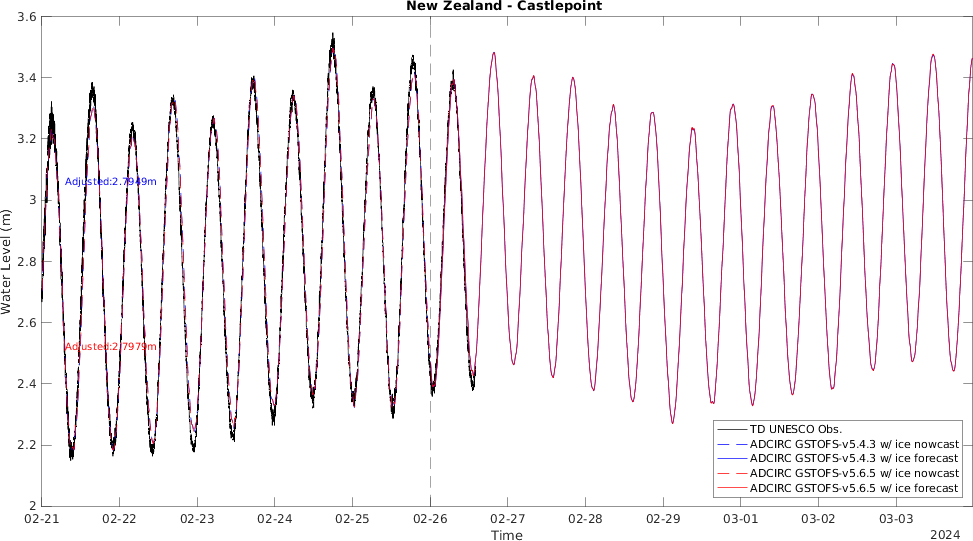 New Zealand - Castlepoint
3.6
3.4
3.2
3
2.8
2.6
2.4
2.2
2
Water Level (m)
Adjusted:2.7949m
Adjusted:2.7979m
TD UNESCO Obs.
ADCIRC GSTOFS-v5.4.3 w/ ice nowcast
ADCIRC GSTOFS-v5.4.3 w/ ice forecast
ADCIRC GSTOFS-v5.6.5 w/ ice nowcast
ADCIRC GSTOFS-v5.6.5 w/ ice forecast
02-21 02-22 02-23 02-24 02-25 02-26 02-27 02-28 02-29 03-01 03-02 03-03
Time
2024